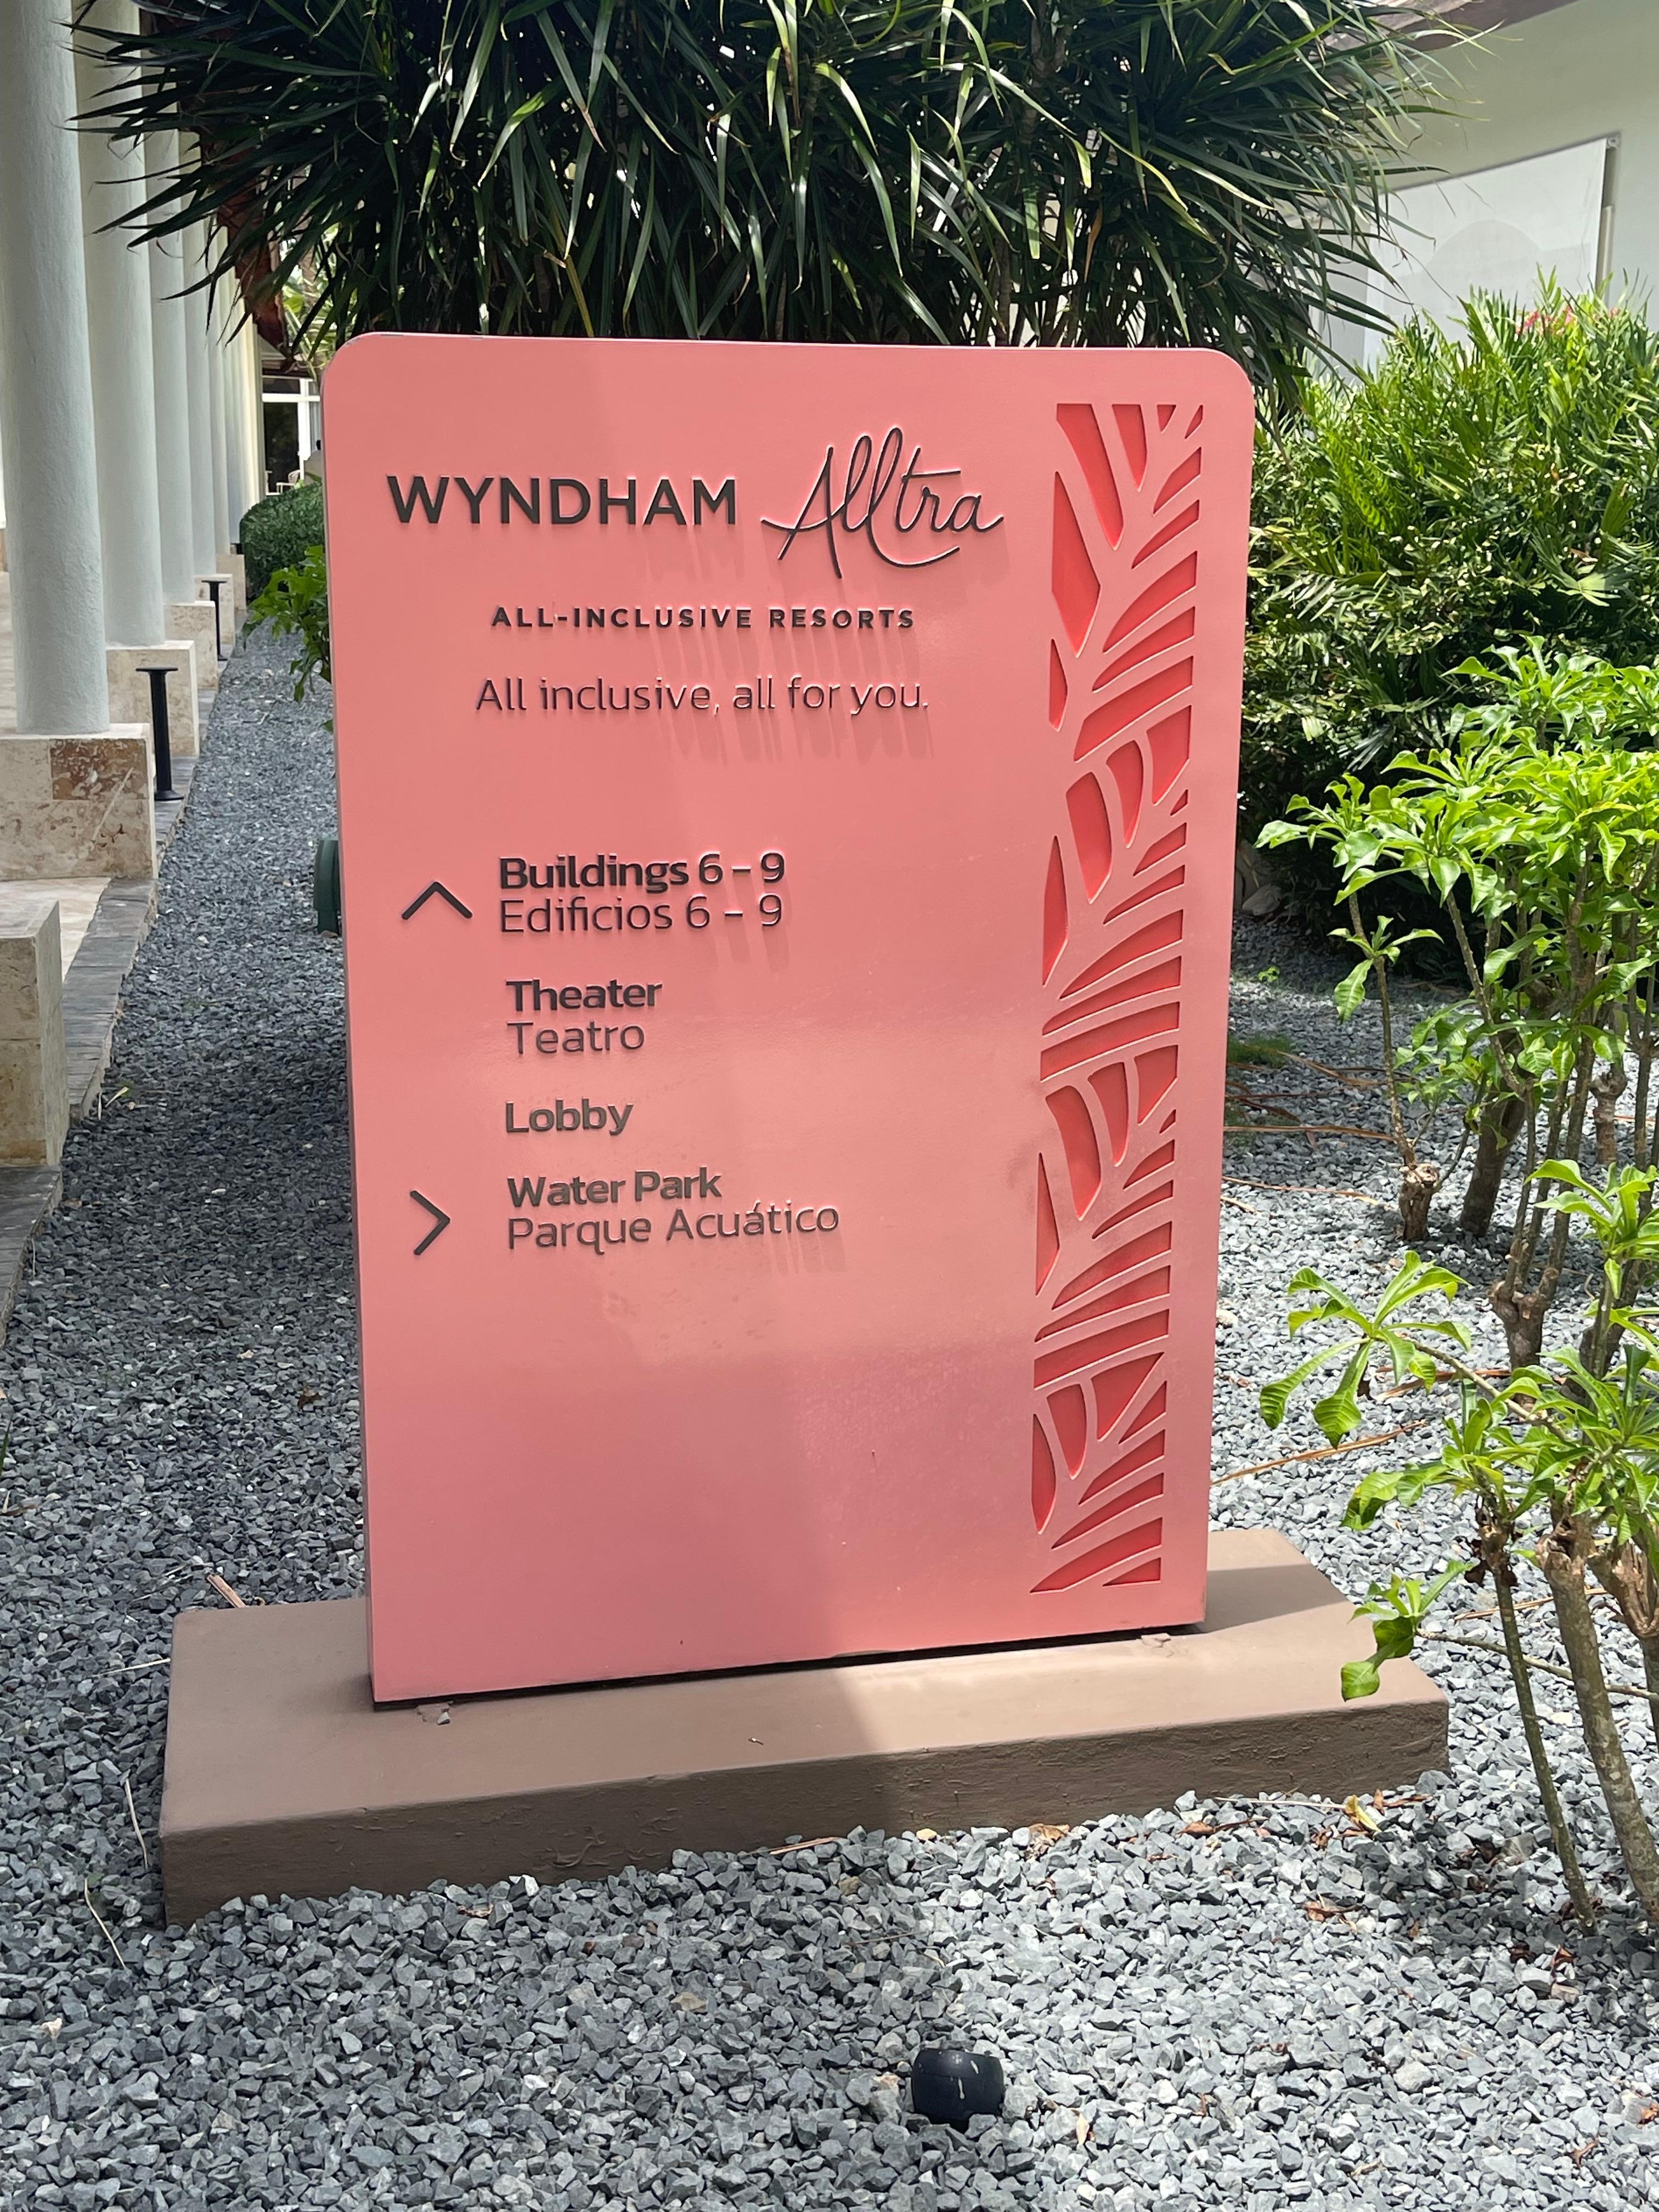 WYNDHAM Alltra
ALL-INCLUSIVE RESORTS
All inclusive, all for you.
Buildings 6 – 9
Edificios 6 – 9
Theater
Teatro
Lobby
Water Park
Parque Acuático